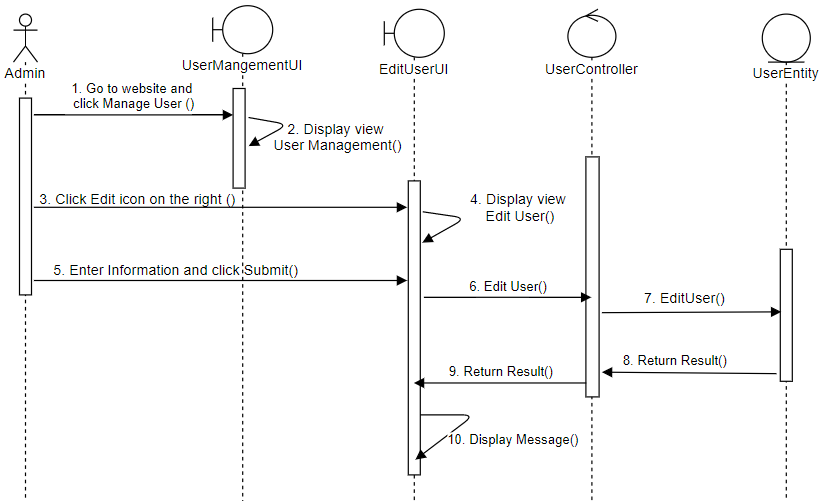 Admin
UserMangementUI
EditUserUI
UserController
UserEntity
1. Go to website and
click Manage User ()
2. Display view
User Management()
3. Click Edit icon on the right ()
4. Display view
Edit User()
5. Enter Information and click Submit()
6. Edit User()
7. EditUser()
8. Return Result()
9. Return Result()
10. Display Message()